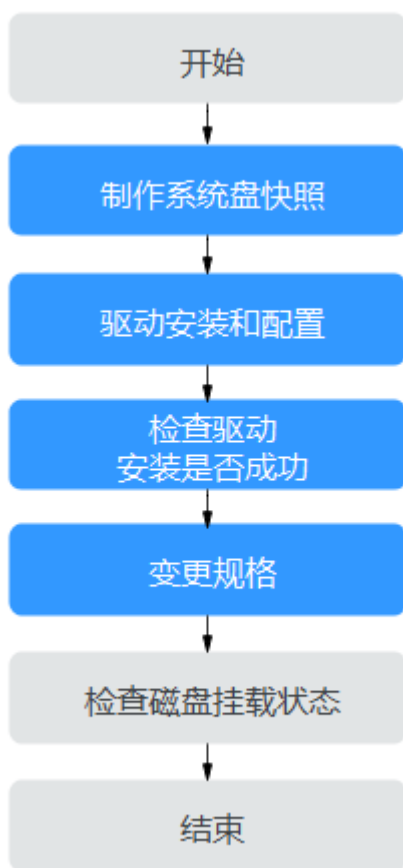 开始
制作系统盘快照
驱动安装和配置
检查驱动
安装是否成功
变更规格
检查磁盘挂载状态
结束